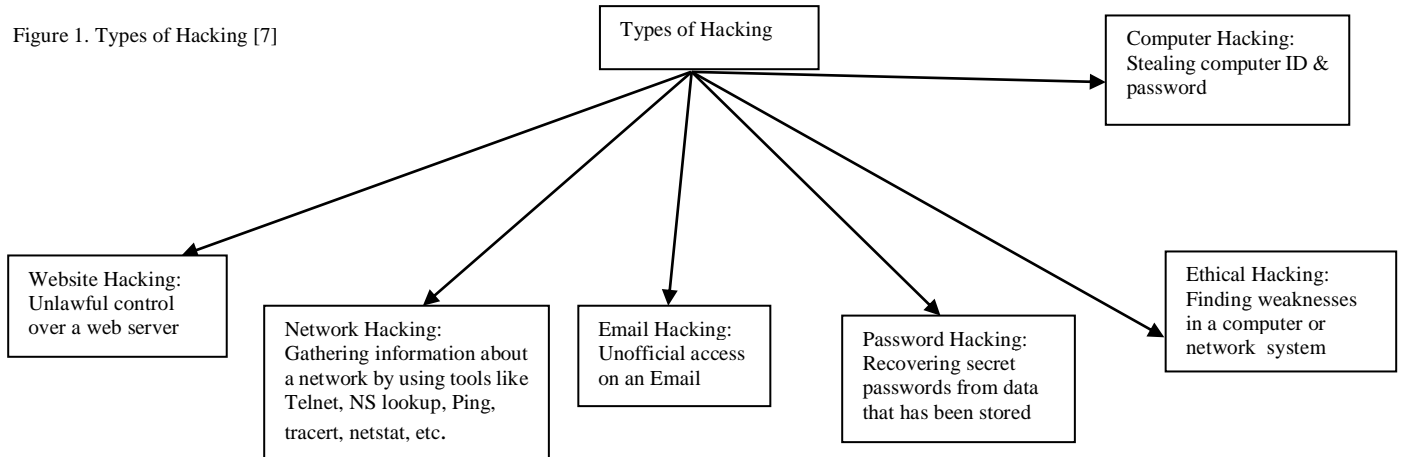 Figure 1. Types of Hacking [7]
Types of Hacking
Computer Hacking:
Stealing computer ID &
password
Website Hacking:
Unlawful control
over a web server
Network Hacking:
Gathering information about
a network by using tools like
Telnet, NS lookup, Ping,
tracert, netstat, etc.
Email Hacking:
Unofficial access
on an Email
Password Hacking:
Recovering secret
passwords from data
that has been stored
Ethical Hacking:
Finding weaknesses
in a computer or
network system